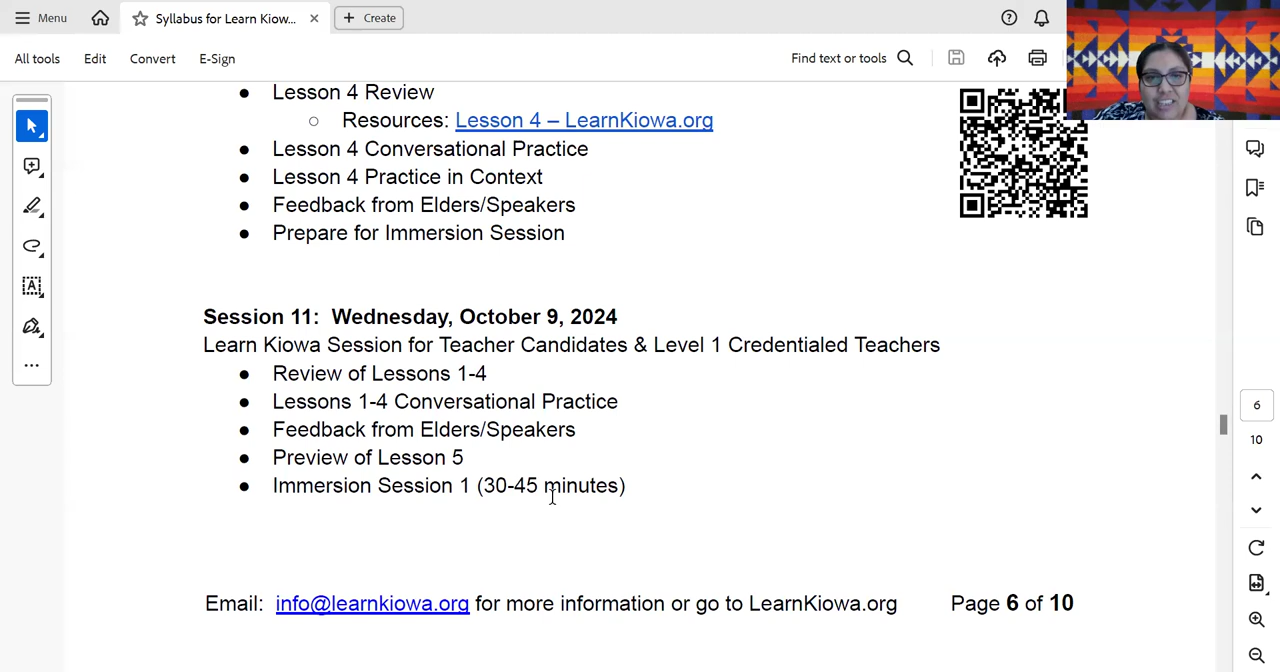 Menu
Syllabus for Learn Kiow...
Create
All tools
Edit
Convert
E-Sign
Find text or tools
● Lesson 4 Review
○ Resources: Lesson 4 – LearnKiowa.org
● Lesson 4 Conversational Practice
● Lesson 4 Practice in Context
● Feedback from Elders/Speakers
● Prepare for Immersion Session
Session 11: Wednesday, October 9, 2024
Learn Kiowa Session for Teacher Candidates & Level 1 Credentialed Teachers
● Review of Lessons 1-4
● Lessons 1-4 Conversational Practice
● Feedback from Elders/Speakers
● Preview of Lesson 5
● Immersion Session 1 (30-45 minutes)
Email: info@learnkiowa.org for more information or go to LearnKiowa.org Page 6 of 10
6
10